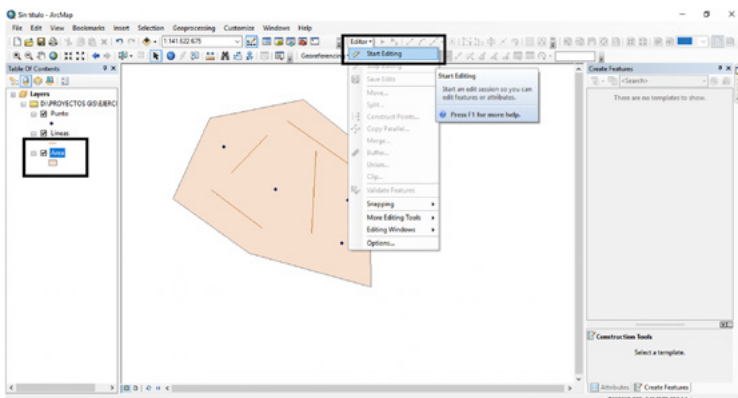 Sin título - ArcMap
File Edit View Bookmarks Insert Selection Geoprocessing Customize Windows Help
1:141.622.675
Editor
Georeferencing
Start Editing
Stop Editing
Save Edits
Move...
Split...
Construct Points...
Copy Parallel...
Merge...
Buffer...
Union...
Clip...
Validate Features
Snapping
More Editing Tools
Editing Windows
Options...
Start Editing
Start an edit session so you can
edit features or attributes.
Press F1 for more help.
Table Of Contents
Layers
D:\PROYECTOS GIS\EJERCI
Punto
Lineas
Area
Create Features
<Search>
There are no templates to show.
Construction Tools
Select a template.
Attributes
Create Features